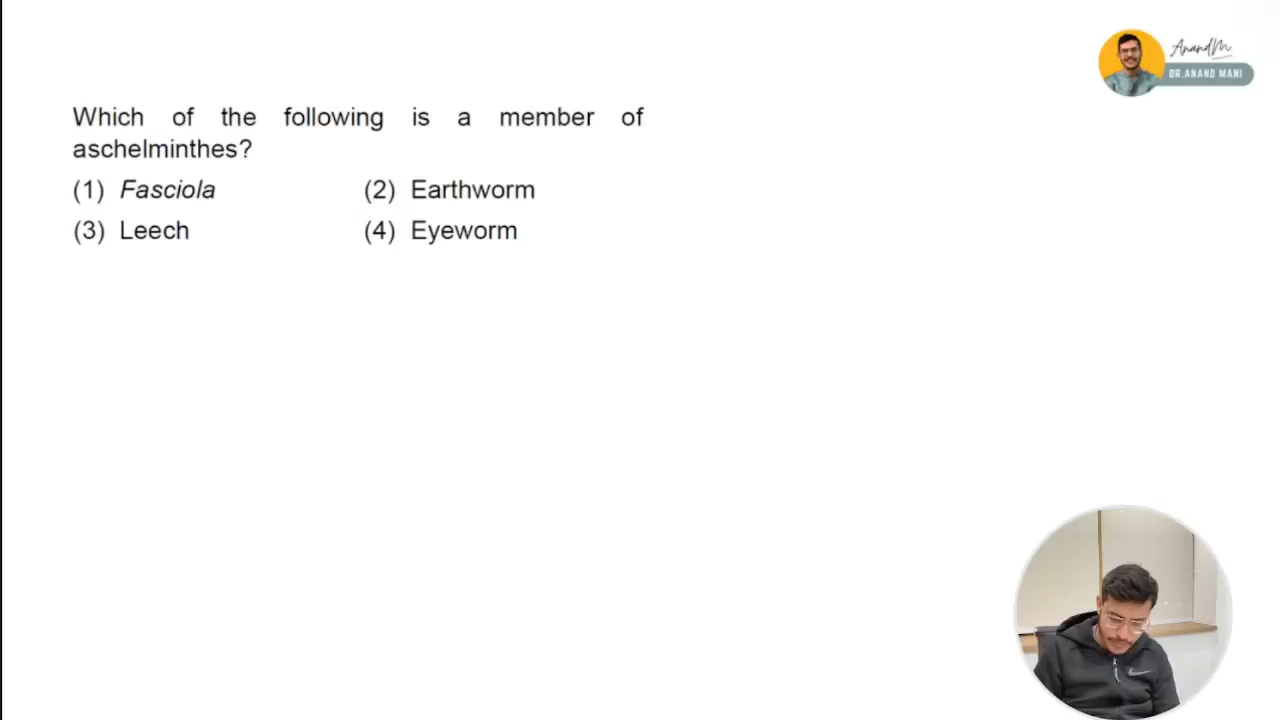 AnandM
DR.ANAND MANI
Which of the following is a member of
aschelminthes?
(1) Fasciola (2) Earthworm
(3) Leech (4) Eyeworm